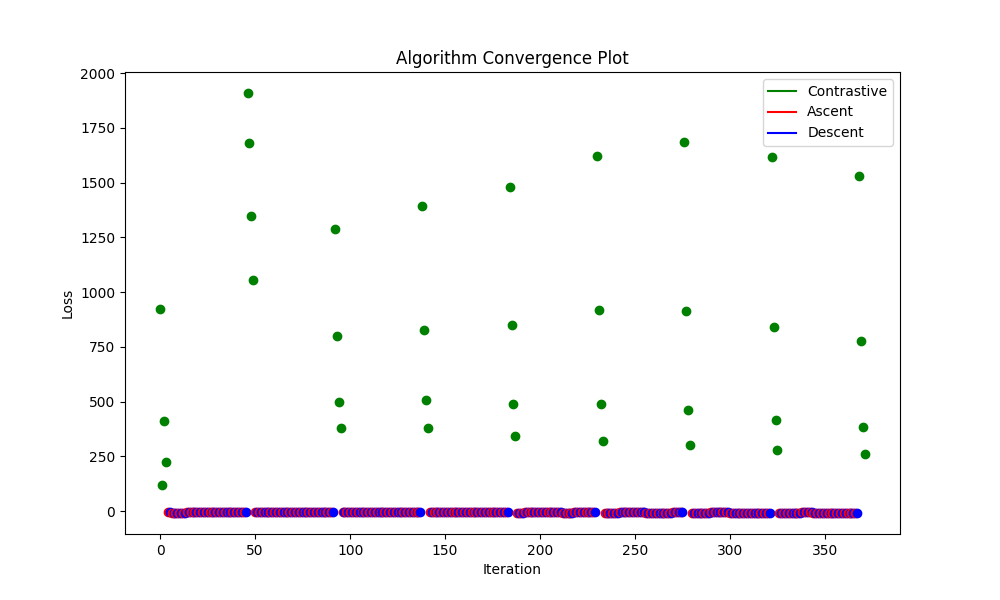 Algorithm Convergence Plot
Contrastive
Ascent
Descent
Loss
2000
1750
1500
1250
1000
750
500
250
0
0 50 100 150 200 250 300 350
Iteration